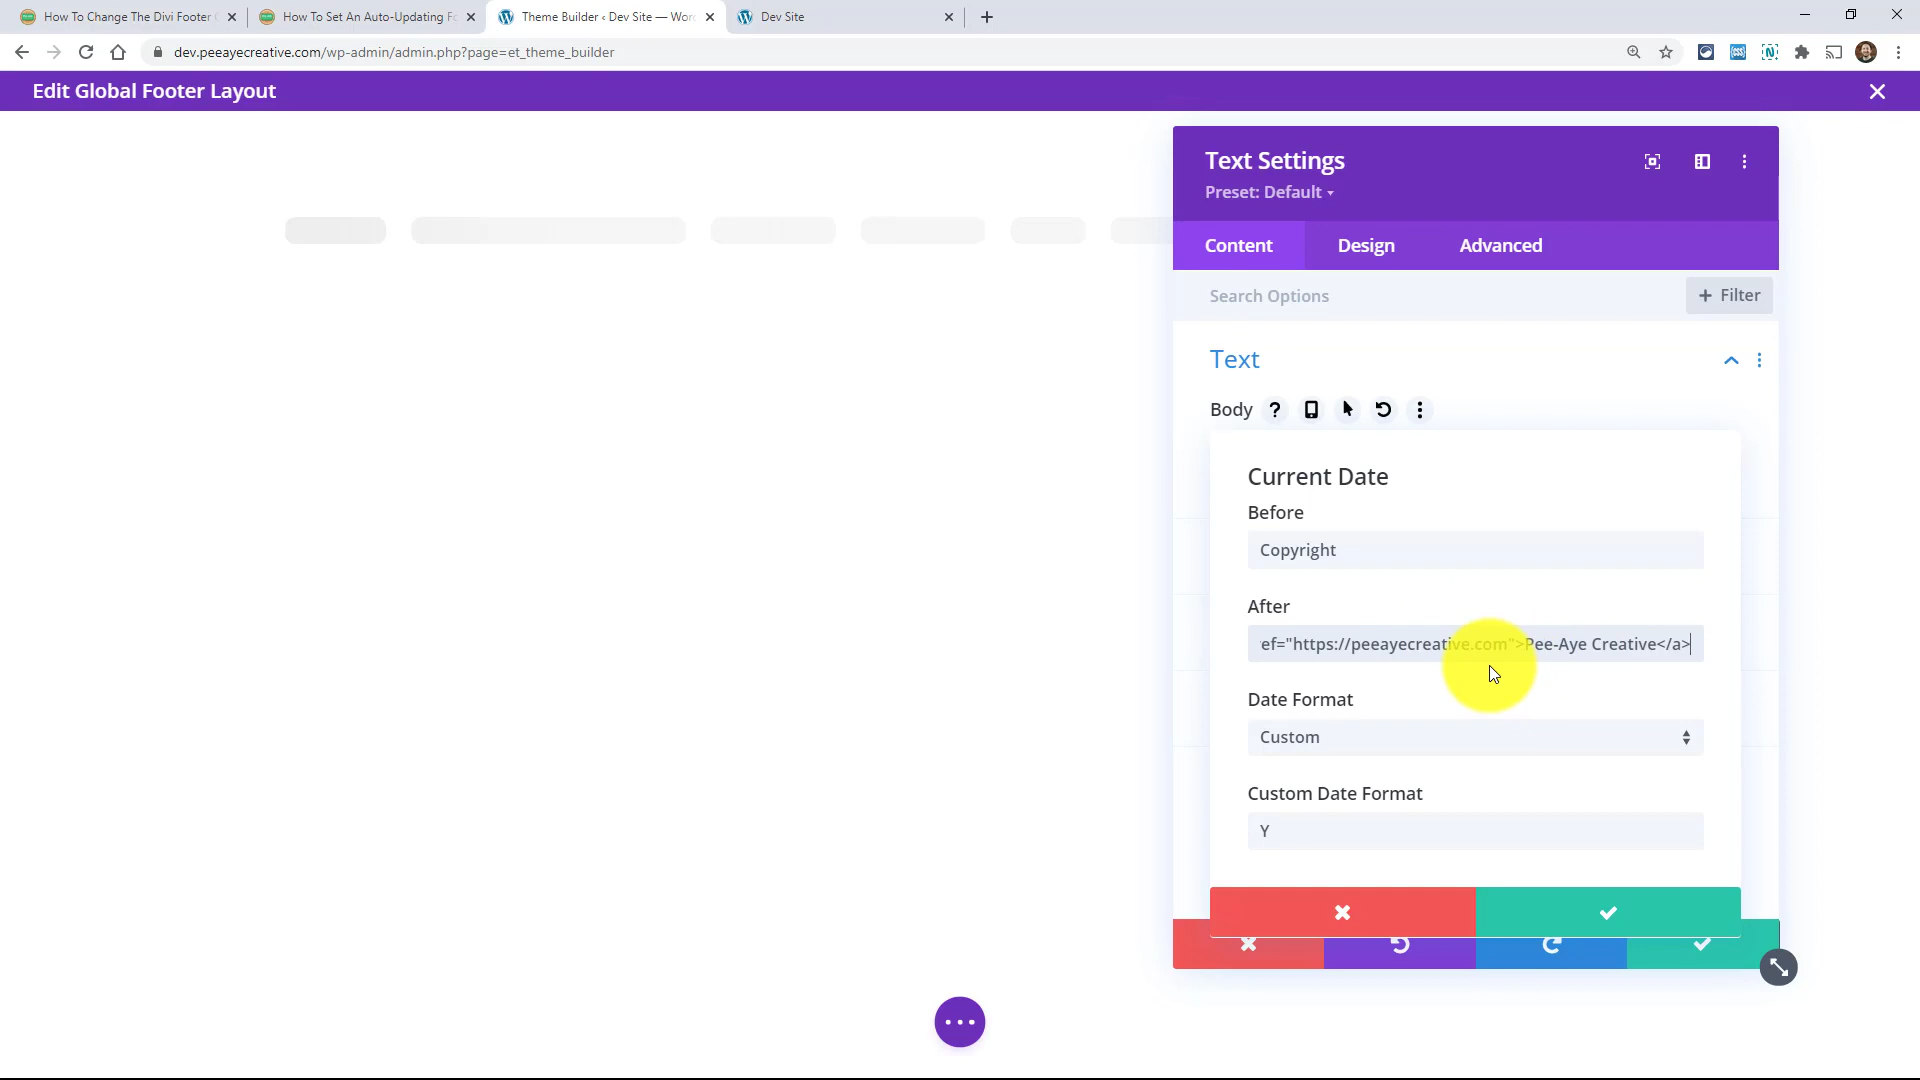 How To Change The Divi Footer
How To Set An Auto-Updating Fo
Theme Builder ‹ Dev Site — Wor
Dev Site
dev.peeayecreative.com/wp-admin/admin.php?page=et_theme_builder
Edit Global Footer Layout
Text Settings
Preset: Default
Content
Design
Advanced
Search Options
+ Filter
Text
Body
Current Date
Before
Copyright
After
ef="https://peeayecreative.com">Pee-Aye Creative</a>
Date Format
Custom
Custom Date Format
Y